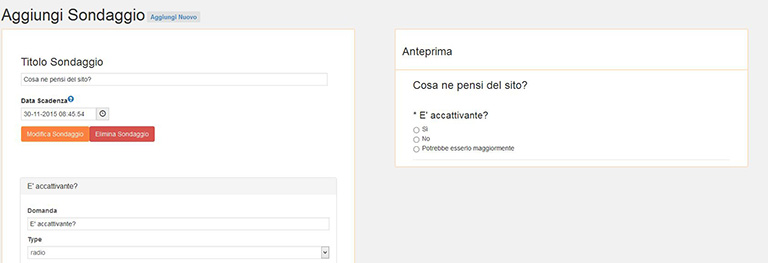 Aggiungi Sondaggio Aggiungi Nuovo
Titolo Sondaggio
Cosa ne pensi del sito?
Data Scadenza
30-11-2015 08:45:54
Modifica Sondaggio Elimina Sondaggio
E' accattivante?
Domanda
E' accattivante?
Type
radio
Anteprima
Cosa ne pensi del sito?
* E' accattivante?
Si
No
Potrebbe esserlo maggiormente